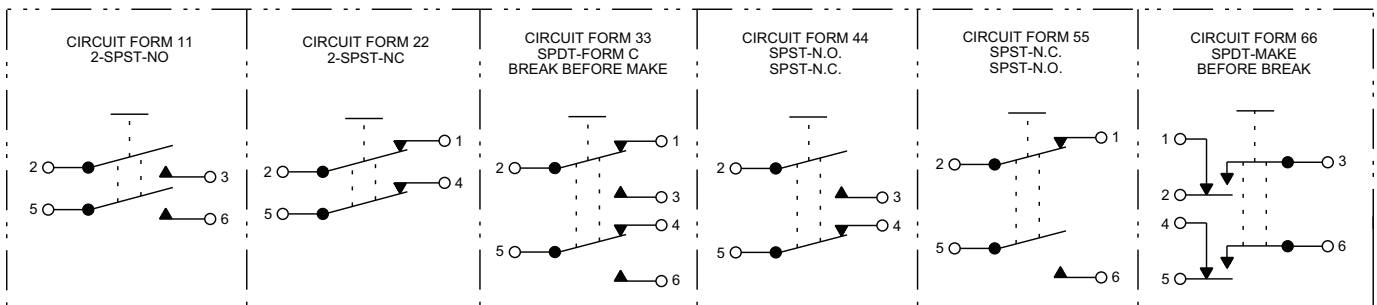 CIRCUIT FORM 11
2-SPST-NO
2
3
5
6
CIRCUIT FORM 22
2-SPST-NC
1
2
4
5
CIRCUIT FORM 33
SPDT-FORM C
BREAK BEFORE MAKE
1
2
3
4
5
6
CIRCUIT FORM 44
SPST-N.O.
SPST-N.C.
2
3
4
5
CIRCUIT FORM 55
SPST-N.C.
SPST-N.O.
1
2
5
6
CIRCUIT FORM 66
SPDT-MAKE
BEFORE BREAK
1
3
2
4
6
5